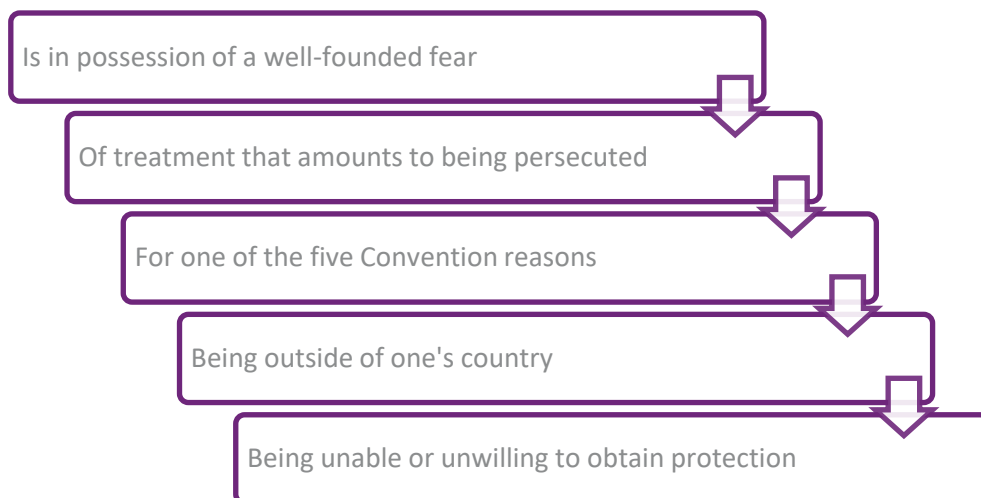 Is in possession of a well-founded fear
Of treatment that amounts to being persecuted
For one of the five Convention reasons
Being outside of one's country
Being unable or unwilling to obtain protection